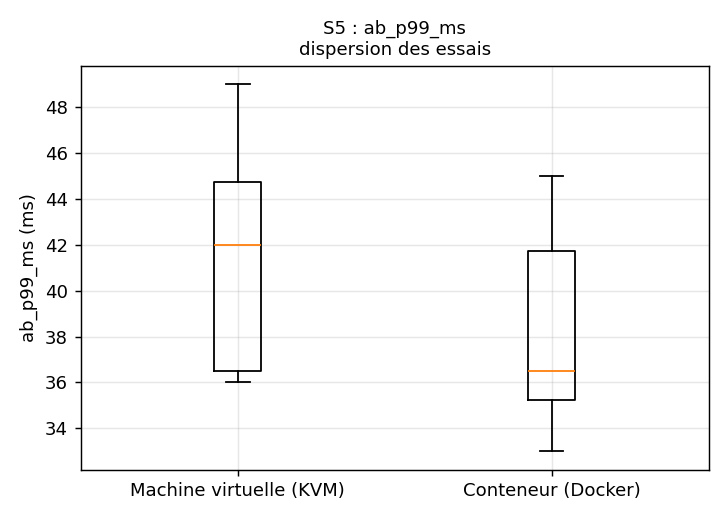 S5 : ab_p99_ms
dispersion des essais
ab_p99_ms (ms)
48
46
44
42
40
38
36
34
Machine virtuelle (KVM)
Conteneur (Docker)